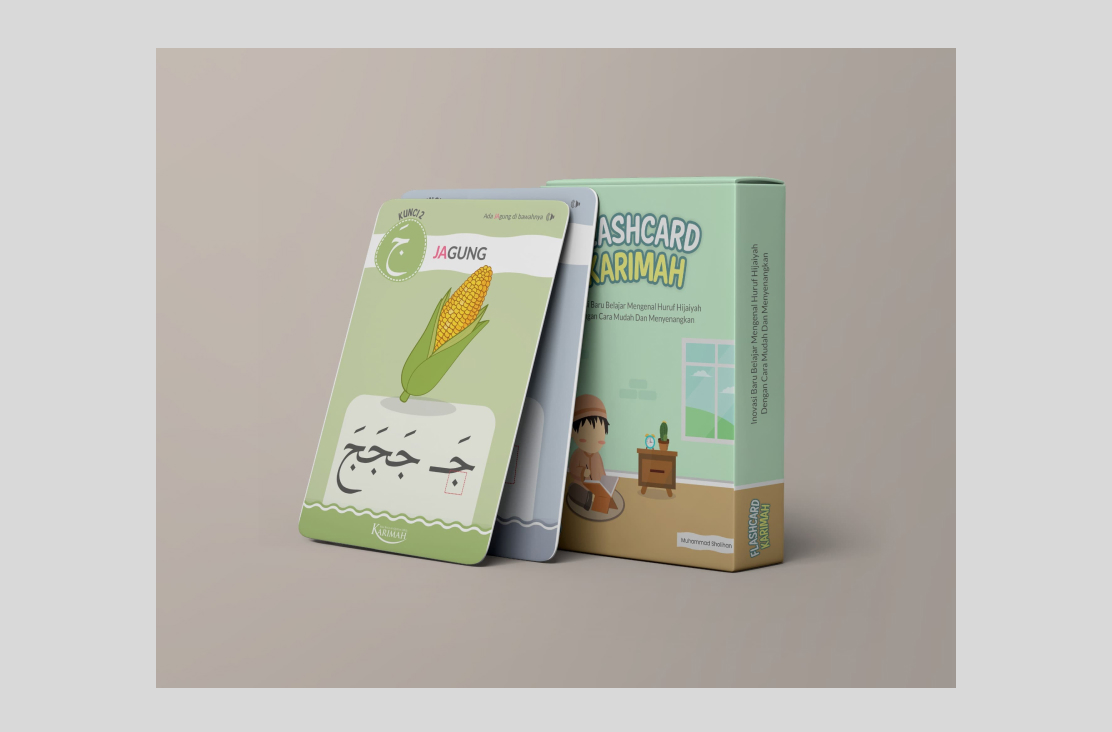 KUNCI 2
Ada Jagung di bawahnya
جَ
JAGUNG
جَـ جَجَجَ
KARIMAH
FLASHCARD
KARIMAH
Baru Belajar Mengenal Huruf Hijaiyah
Cara Mudah Dan Menyenangkan
Muhammad Sholihan
Inovasi Baru Belajar Mengenal Huruf Hijaiyah
Dengan Cara Mudah Dan Menyenangkan
FLASHCARD
KARIMAH